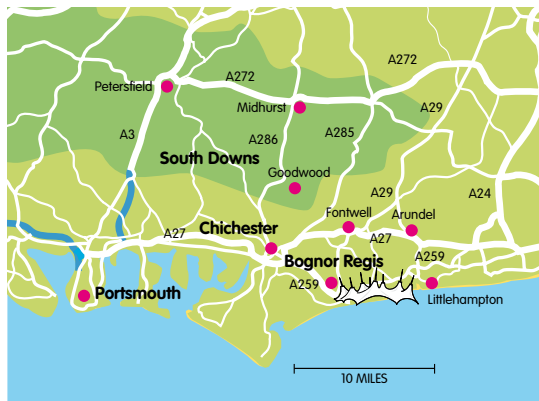 A272
A272
Petersfield
Midhurst
A29
A3
A286
A285
South Downs
Goodwood
A29
A24
Fontwell
Arundel
Chichester
A27
A27
Bognor Regis
A259
A259
Portsmouth
Littlehampton
10 MILES